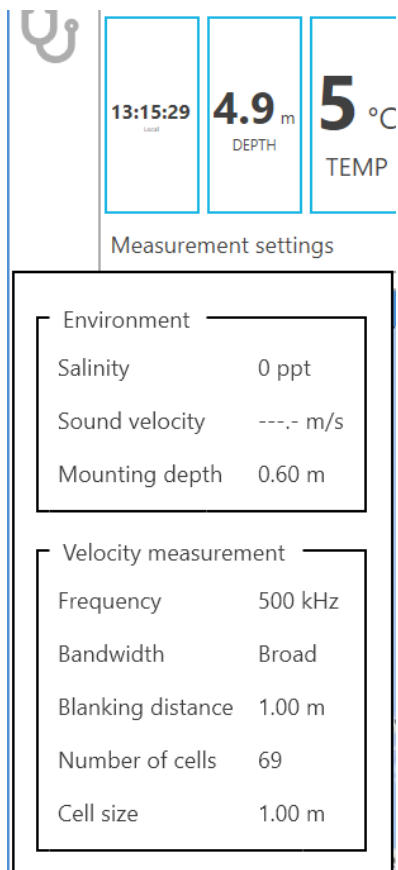 13:15:29
Local
4.9 m
DEPTH
5 °C
TEMP
Measurement settings
Environment
Salinity 0 ppt
Sound velocity ---.- m/s
Mounting depth 0.60 m
Velocity measurement
Frequency 500 kHz
Bandwidth Broad
Blanking distance 1.00 m
Number of cells 69
Cell size 1.00 m